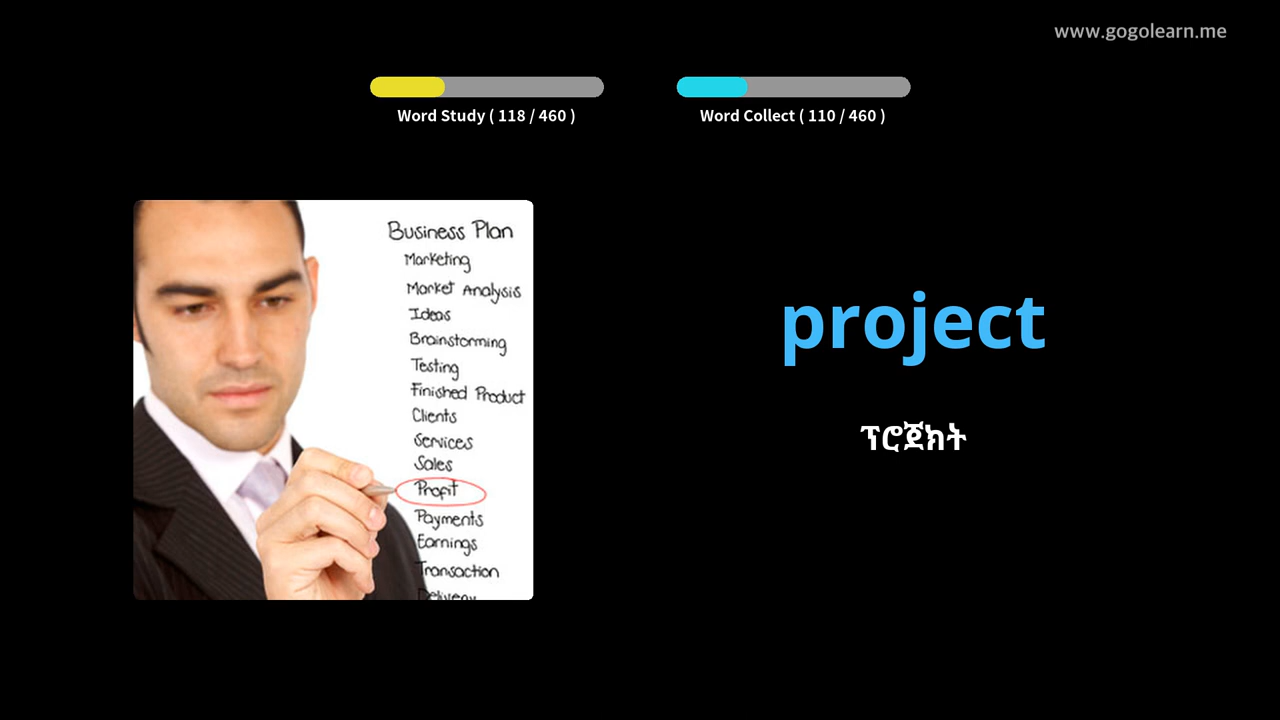 www.gogolearn.me
Word Study ( 118 / 460 )
Word Collect ( 110 / 460 )
Business Plan
Marketing
Market Analysis
Ideas
Brainstorming
Testing
Finished Product
Clients
Services
Sales
Profit
Payments
Earnings
Transaction
Delivery
project
ፕሮጀክት